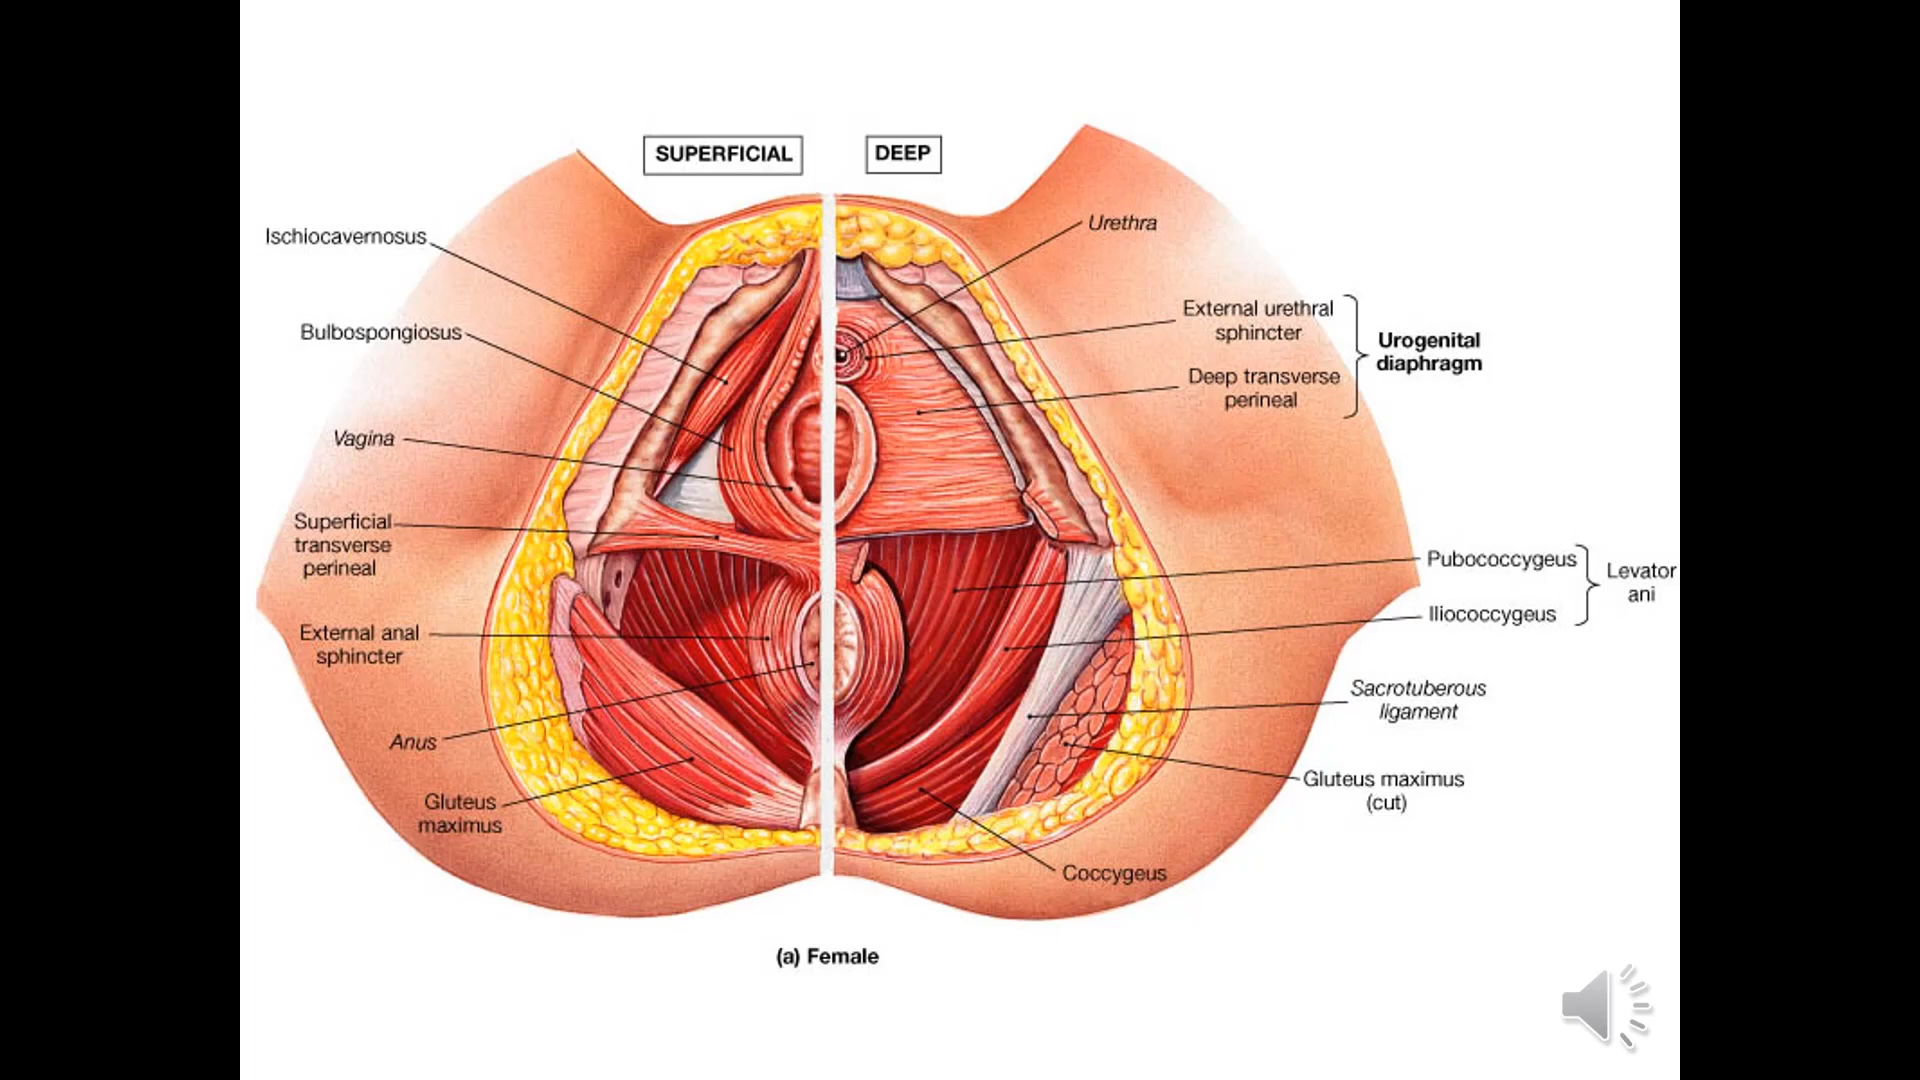 SUPERFICIAL
DEEP
Ischiocavernosus
Bulbospongiosus
Vagina
Superficial
transverse
perineal
External anal
sphincter
Anus
Gluteus
maximus
Urethra
External urethral
sphincter
Deep transverse
perineal
Urogenital
diaphragm
Pubococcygeus
Iliococcygeus
Levator
ani
Sacrotuberous
ligament
Gluteus maximus
(cut)
Coccygeus
(a) Female